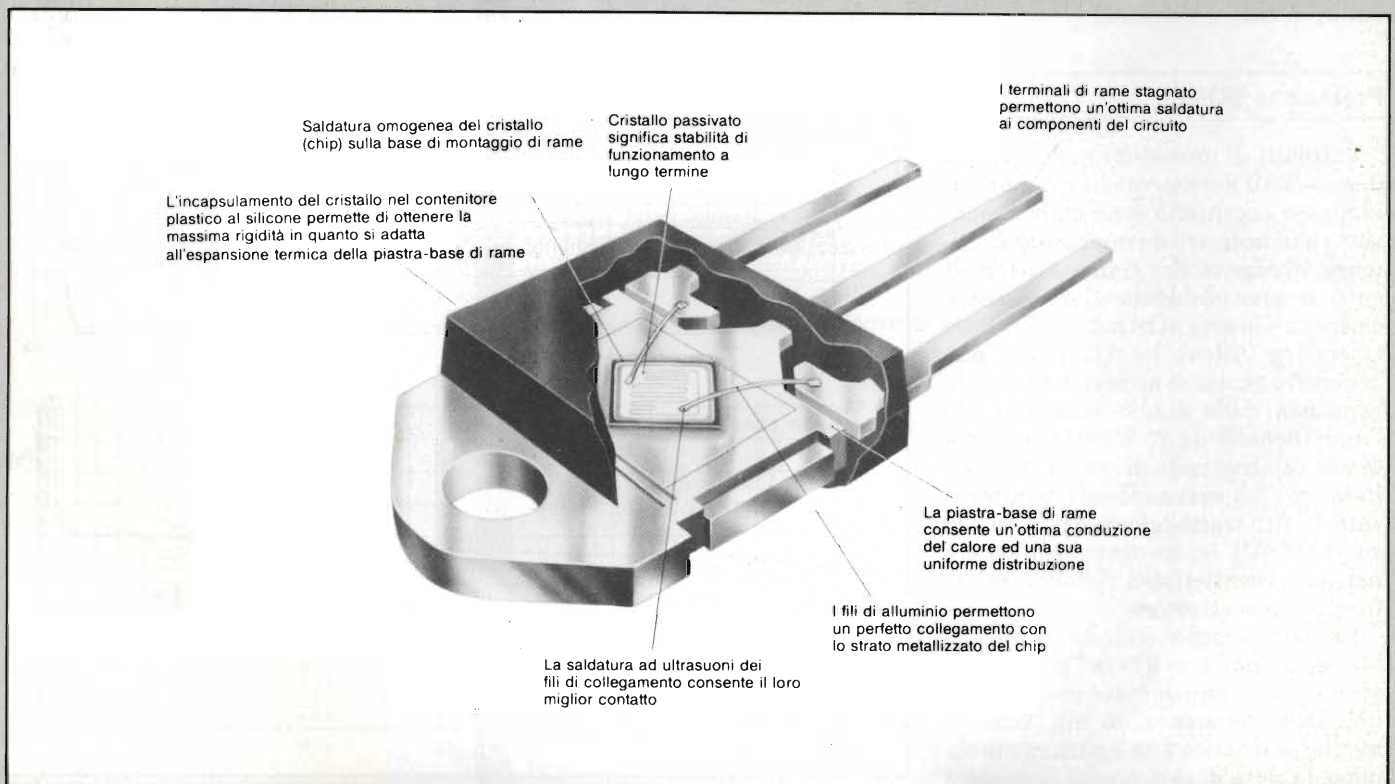 I terminali di rame stagnato
permettono un'ottima saldatura
ai componenti del circuito
Saldatura omogenea del cristallo
(chip) sulla base di montaggio di rame
Cristallo passivato
significa stabilità di
funzionamento a
lungo termine
L'incapsulamento del cristallo nel contenitore
plastico al silicone permette di ottenere la
massima rigidità in quanto si adatta
all'espansione termica della piastra-base di rame
La piastra-base di rame
consente un'ottima conduzione
del calore ed una sua
uniforme distribuzione
I fili di alluminio permettono
un perfetto collegamento con
lo strato metallizzato del chip
La saldatura ad ultrasuoni dei
fili di collegamento consente il loro
miglior contatto